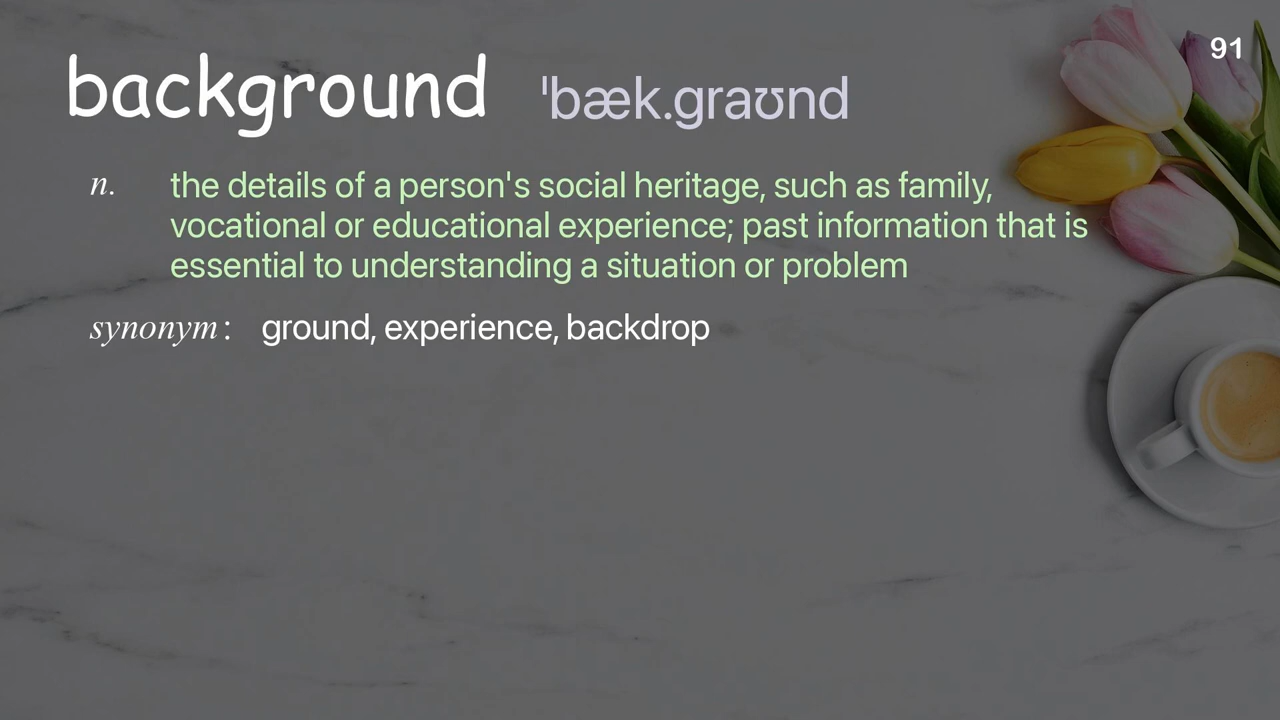 91
background ˈbæk.graʊnd
n. the details of a person's social heritage, such as family,
vocational or educational experience; past information that is
essential to understanding a situation or problem
synonym: ground, experience, backdrop